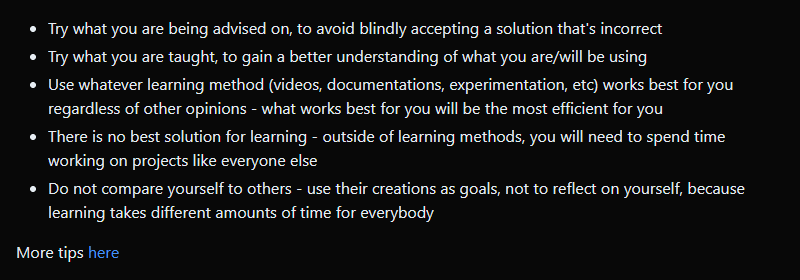 • Try what you are being advised on, to avoid blindly accepting a solution that's incorrect
• Try what you are taught, to gain a better understanding of what you are/will be using
• Use whatever learning method (videos, documentations, experimentation, etc) works best for you
regardless of other opinions - what works best for you will be the most efficient for you
• There is no best solution for learning - outside of learning methods, you will need to spend time
working on projects like everyone else
• Do not compare yourself to others - use their creations as goals, not to reflect on yourself, because
learning takes different amounts of time for everybody
More tips here